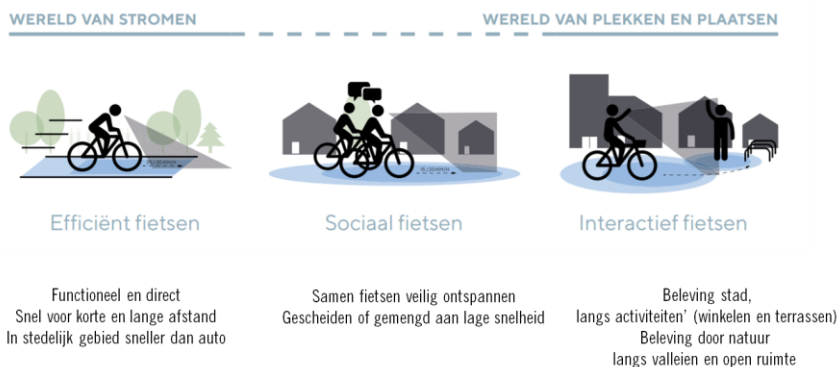 WERELD VAN STROMEN
WERELD VAN PLEKKEN EN PLAATSEN
Efficiënt fietsen
Sociaal fietsen
Interactief fietsen
Functioneel en direct
Snel voor korte en lange afstand
In stedelijk gebied sneller dan auto
Samen fietsen veilig ontspannen
Gescheiden of gemengd aan lage snelheid
Beleving stad,
langs activiteiten' (winkelen en terrassen)
Beleving door natuur
langs valleien en open ruimte